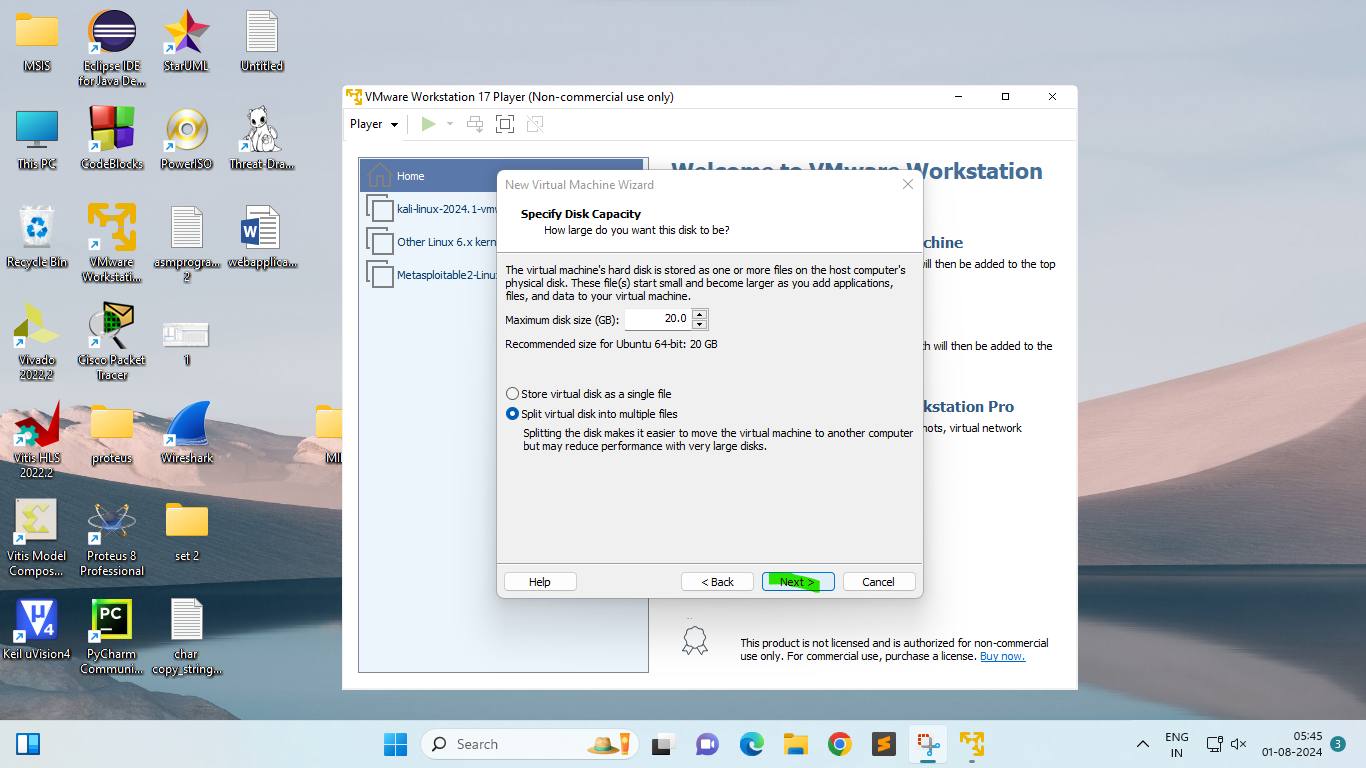 MSIS
Eclipse IDE
for Java De...
StarUML
Untitled
This PC
CodeBlocks
PowerISO
Threat-Dra...
Recycle Bin
VMware
Workstati...
asmprogra...
2
webapplica...
Vivado
2022.2
Cisco Packet
Tracer
1
Vitis HLS
2022.2
proteus
Wireshark
Vitis Model
Compos...
Proteus 8
Professional
set 2
Keil uVision4
PC
PyCharm
Communi...
char
copy_string...
VMware Workstation 17 Player (Non-commercial use only)
Player
Home
kali-linux-2024.1-vmw
Other Linux 6.x kern
Metasploitable2-Linu
Welcome to VMware Workstation
New Virtual Machine Wizard
Specify Disk Capacity
How large do you want this disk to be?
The virtual machine's hard disk is stored as one or more files on the host computer's
physical disk. These file(s) start small and become larger as you add applications,
files, and data to your virtual machine.
Maximum disk size (GB): 20.0
Recommended size for Ubuntu 64-bit: 20 GB
Store virtual disk as a single file
Split virtual disk into multiple files
Splitting the disk makes it easier to move the virtual machine to another computer
but may reduce performance with very large disks.
Help
< Back
Next >
Cancel
achine
will then be added to the top
will then be added to the
kstation Pro
hots, virtual network
This product is not licensed and is authorized for non-commercial
use only. For commercial use, purchase a license. Buy now.
Search
ENG
IN
05:45
01-08-2024
3